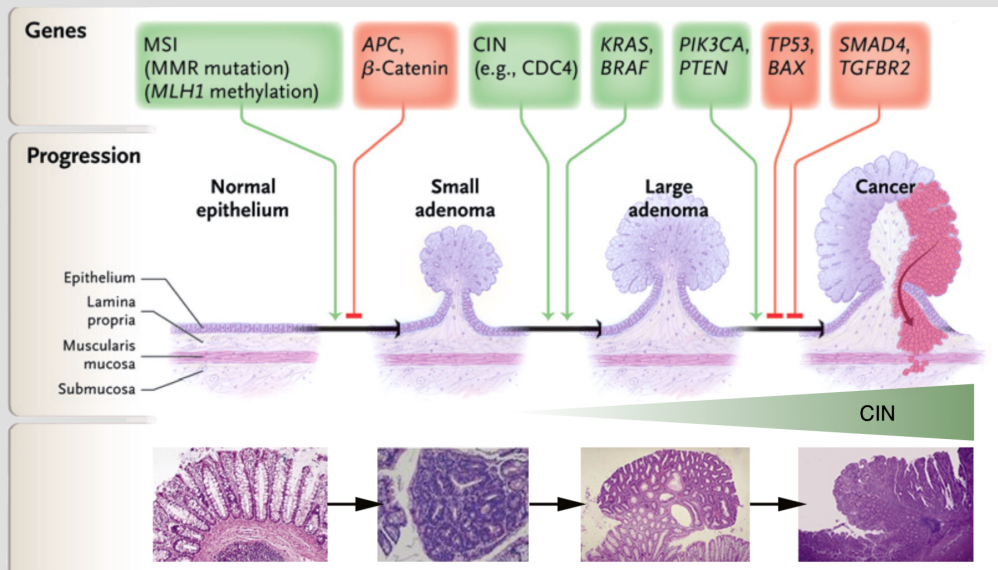 Genes
MSI
(MMR mutation)
(MLH1 methylation)
APC,
β-Catenin
CIN
(e.g., CDC4)
KRAS,
BRAF
PIK3CA,
PTEN
TP53,
BAX
SMAD4,
TGFBR2
Progression
Normal
epithelium
Small
adenoma
Large
adenoma
Cancer
Epithelium
Lamina
propria
Muscularis
mucosa
Submucosa
CIN